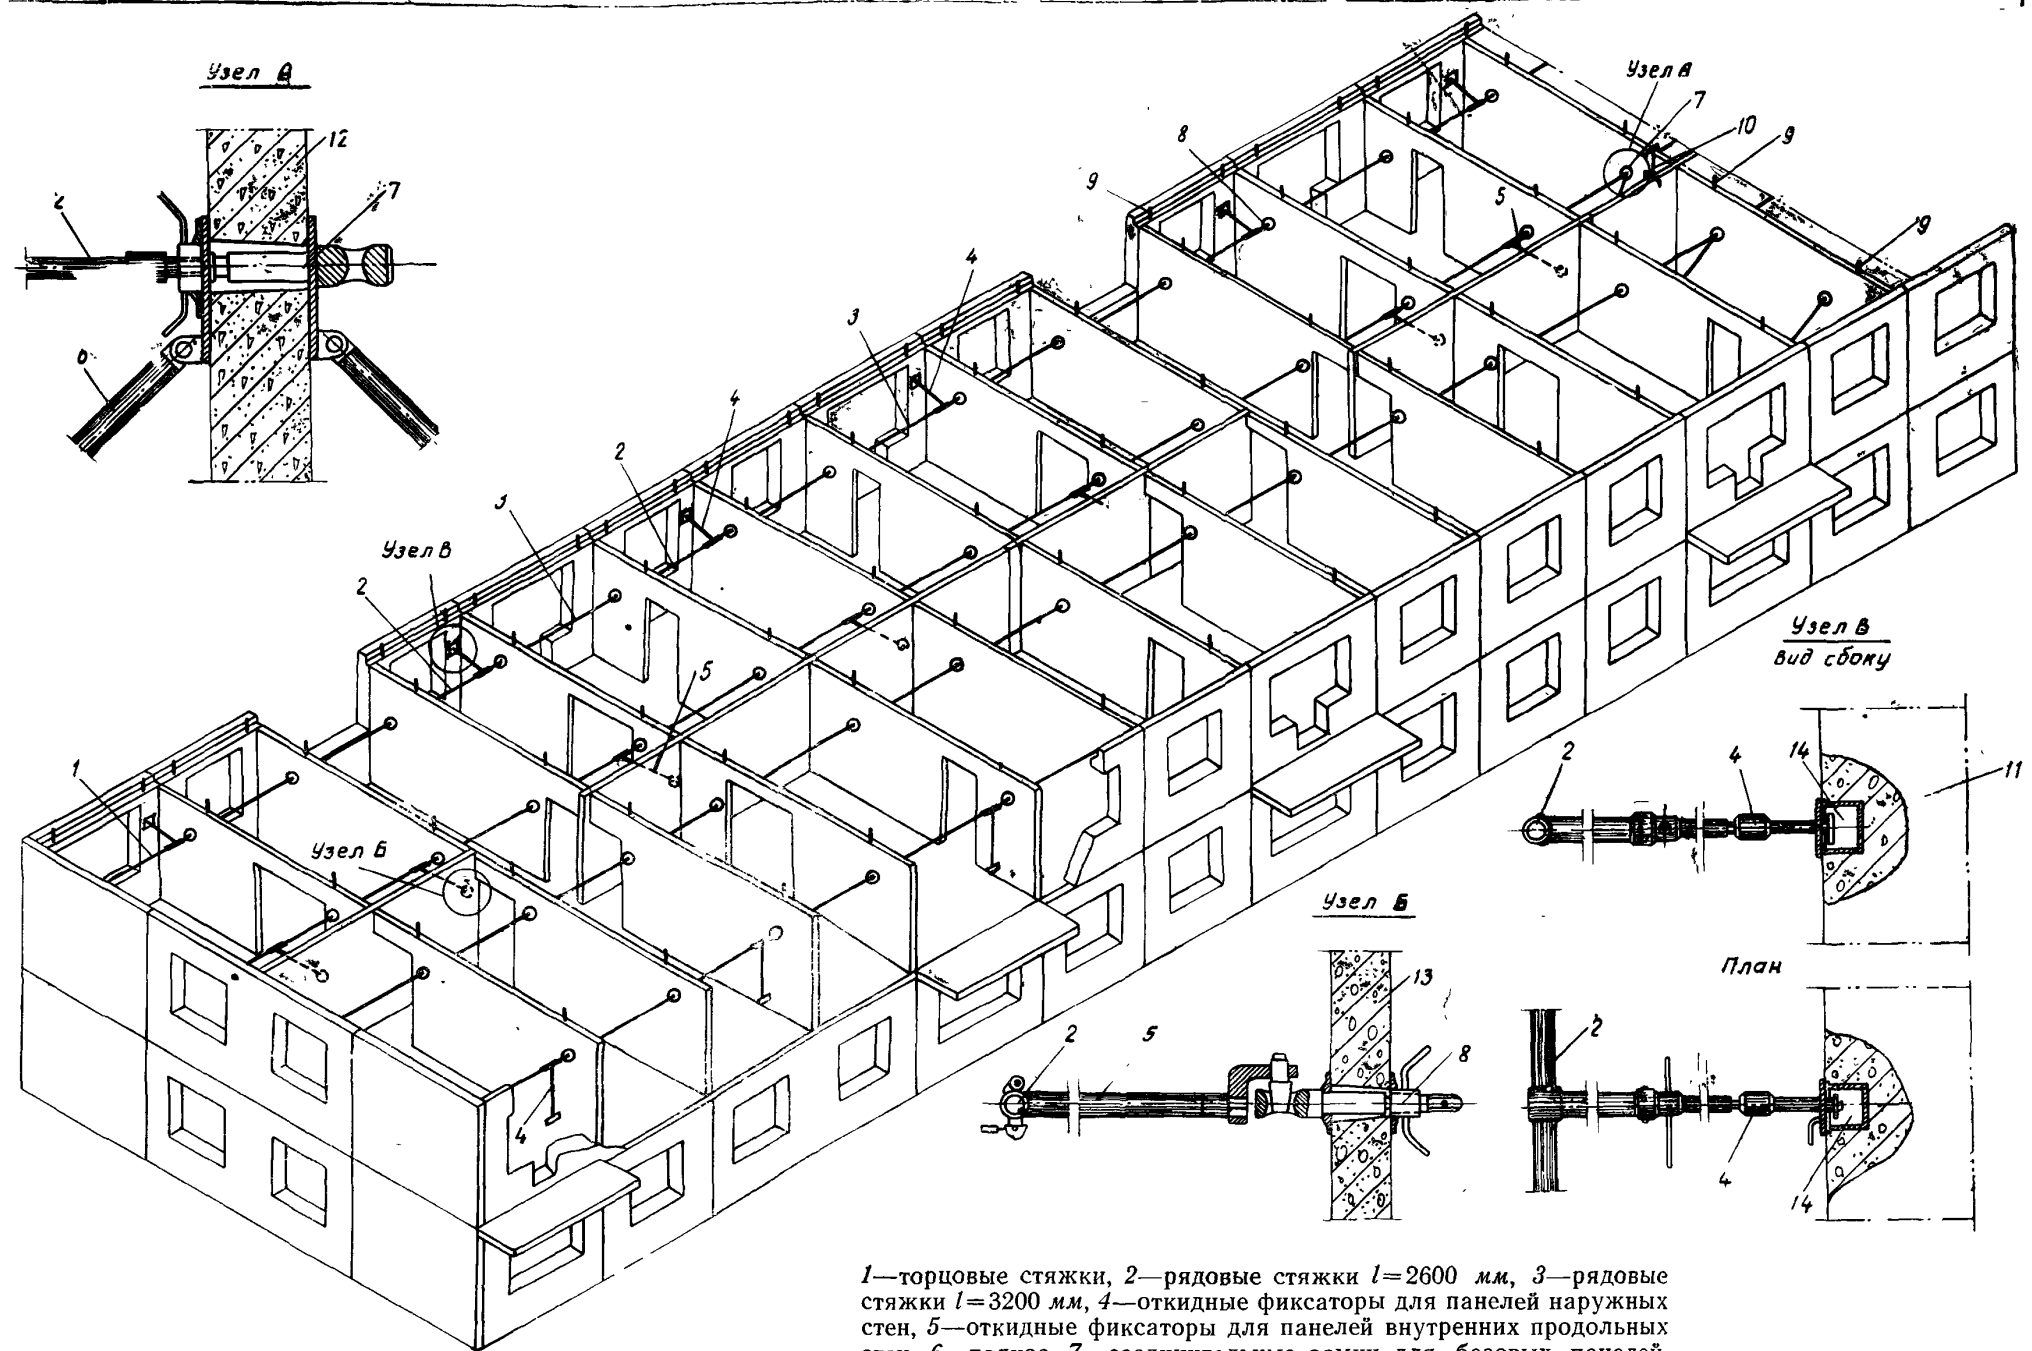 Узел А
12
7
2
Узел А
7
10
9
9
8
5
9
4
3
4
2
3
Узел В
2
5
1
Узел Б
4
Узел В
Вид сбоку
2
4
14
11
Узел Б
13
2
5
8
План
2
4
14
1—торцовые стяжки, 2—рядовые стяжки l=2600 мм, 3—рядовые
стяжки l=3200 мм, 4—откидные фиксаторы для панелей наружных
стен, 5—откидные фиксаторы для панелей внутренних продольных